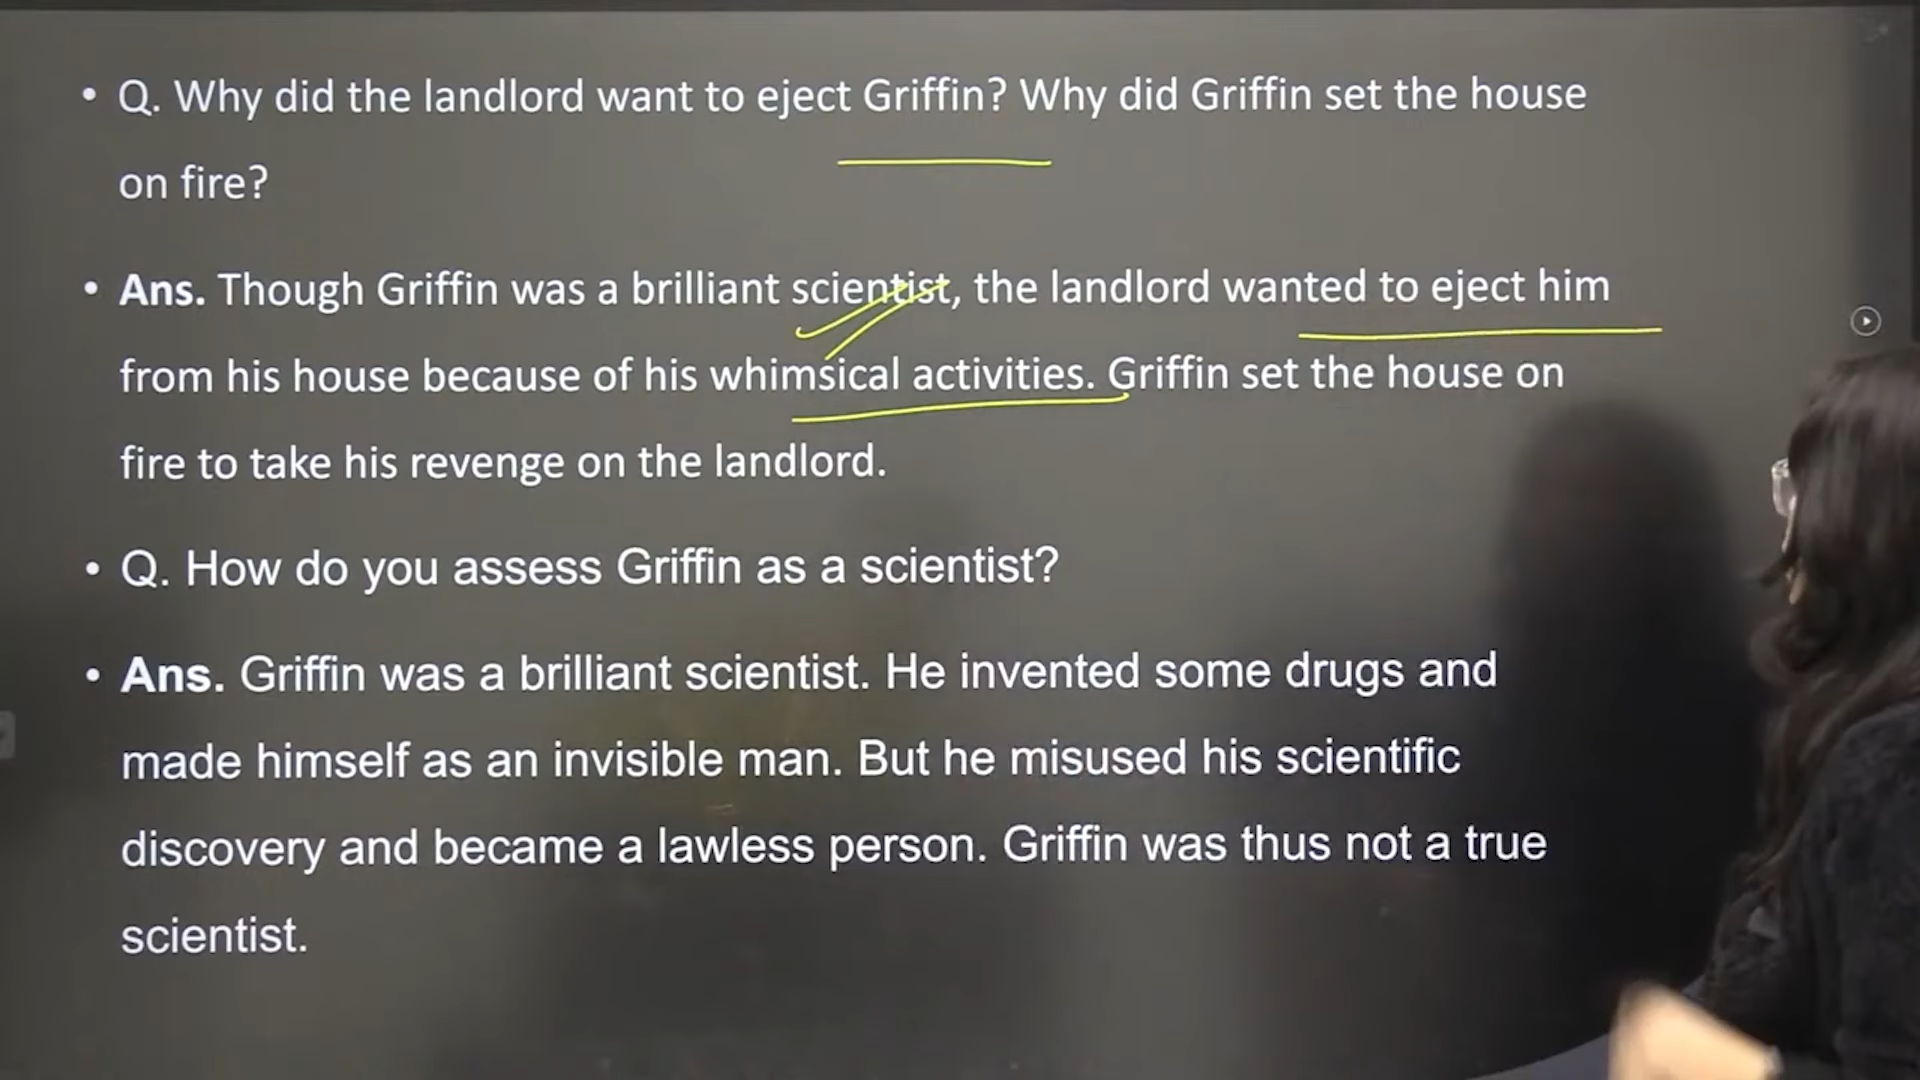 • Q. Why did the landlord want to eject Griffin? Why did Griffin set the house
on fire?
• Ans. Though Griffin was a brilliant scientist, the landlord wanted to eject him
from his house because of his whimsical activities. Griffin set the house on
fire to take his revenge on the landlord.
• Q. How do you assess Griffin as a scientist?
• Ans. Griffin was a brilliant scientist. He invented some drugs and
made himself as an invisible man. But he misused his scientific
discovery and became a lawless person. Griffin was thus not a true
scientist.